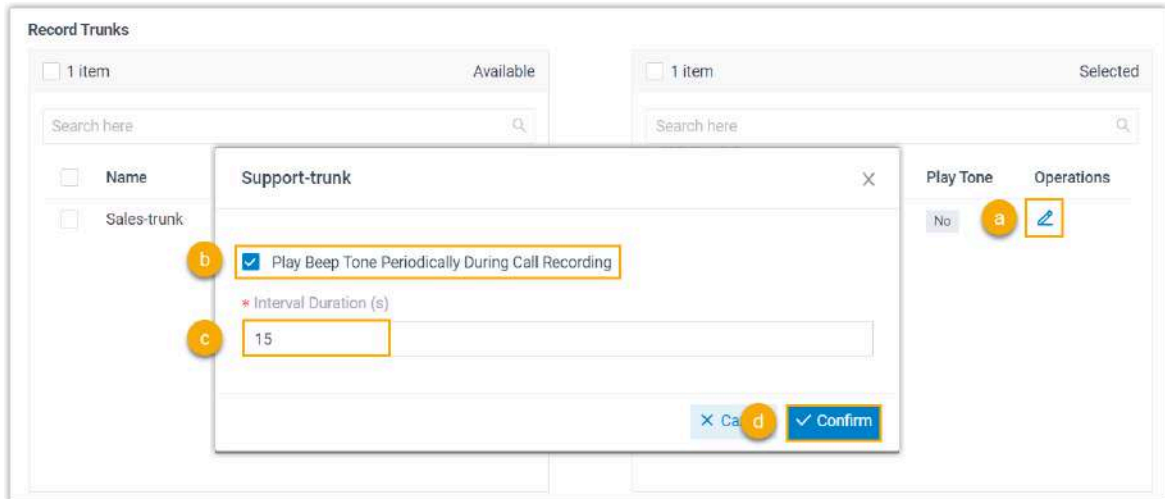 Record Trunks
1 item Available
1 item Selected
Search here
Search here
Name
Play Tone Operations
Sales-trunk
No
a
Support-trunk
b
Play Beep Tone Periodically During Call Recording
* Interval Duration (s)
c
15
d
Confirm